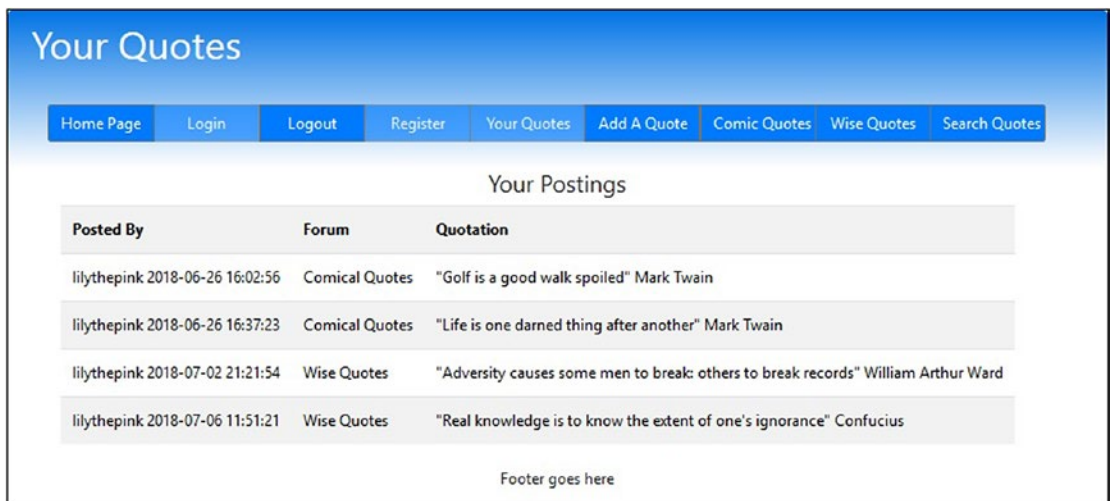 Your Quotes
Home Page Login Logout Register Your Quotes Add A Quote Comic Quotes Wise Quotes Search Quotes
Your Postings
Posted By Forum Quotation
lilythepink 2018-06-26 16:02:56 Comical Quotes "Golf is a good walk spoiled" Mark Twain
lilythepink 2018-06-26 16:37:23 Comical Quotes "Life is one darned thing after another" Mark Twain
lilythepink 2018-07-02 21:21:54 Wise Quotes "Adversity causes some men to break: others to break records" William Arthur Ward
lilythepink 2018-07-06 11:51:21 Wise Quotes "Real knowledge is to know the extent of one's ignorance" Confucius
Footer goes here